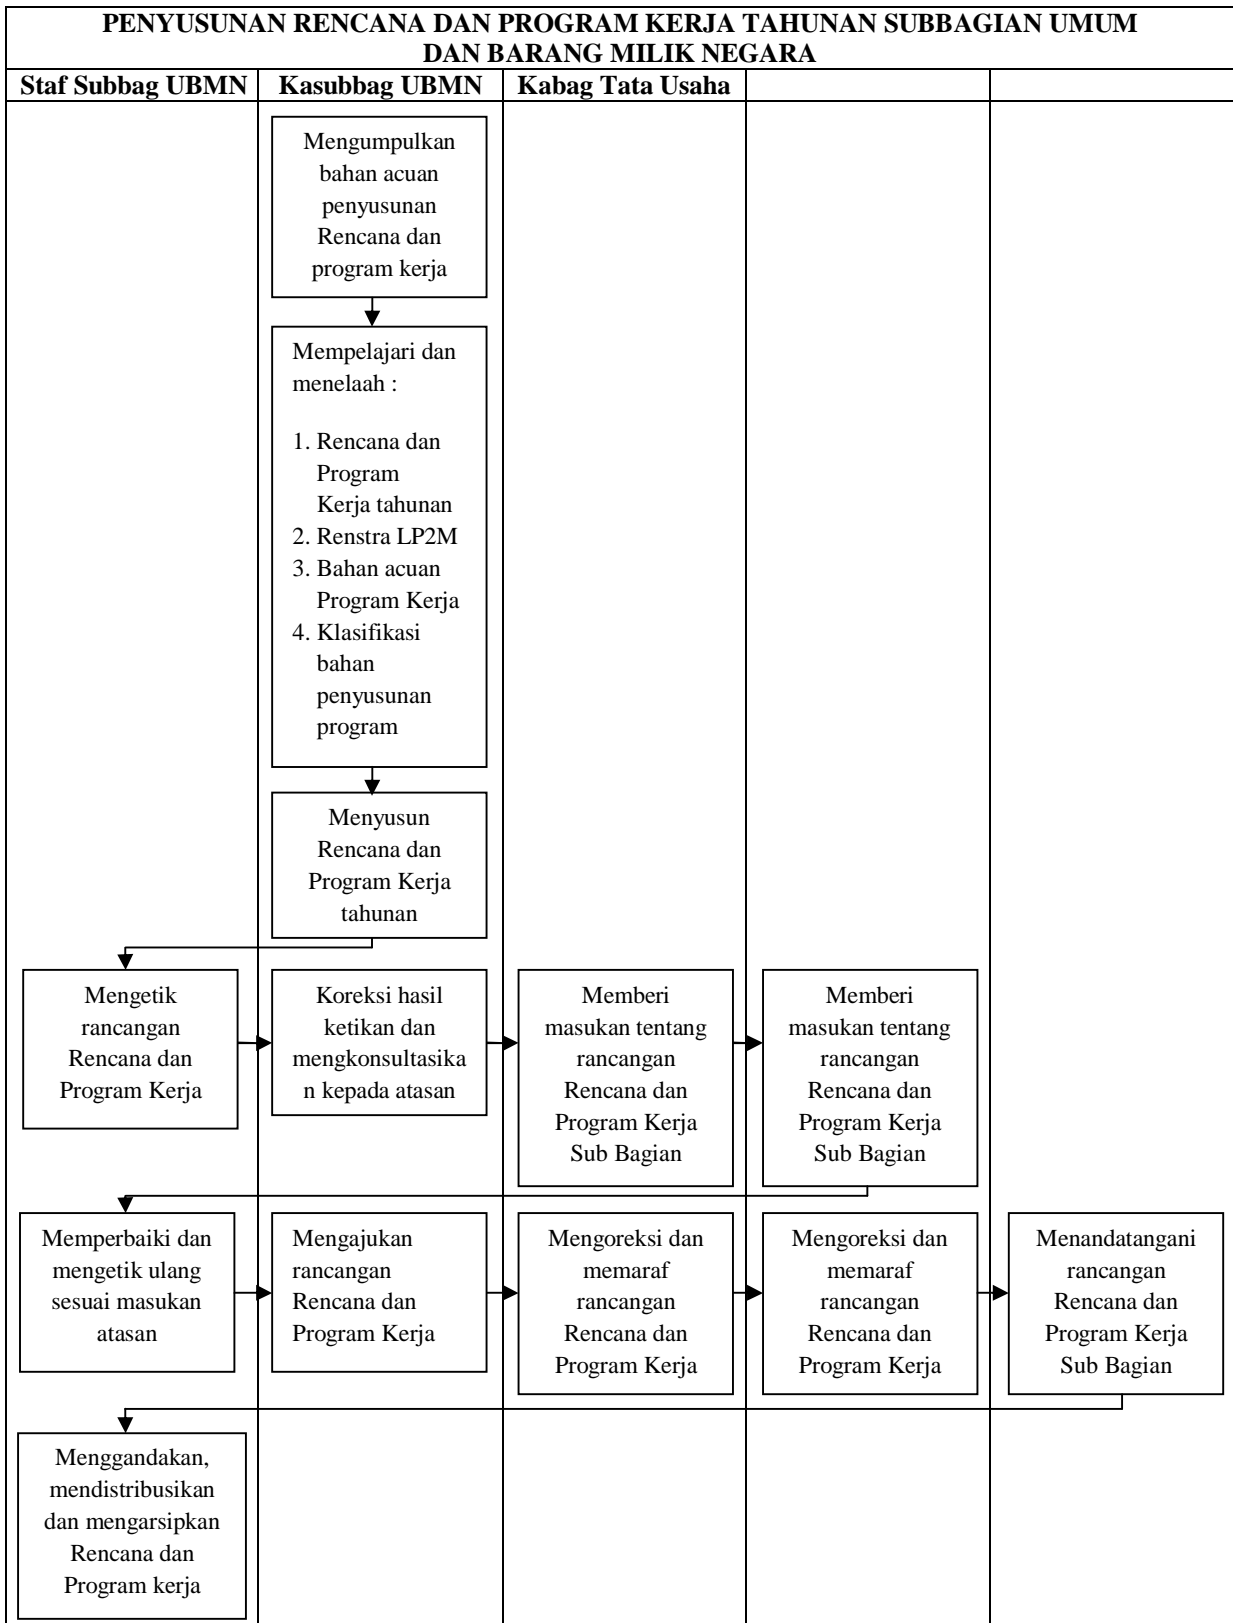 PENYUSUNAN RENCANA DAN PROGRAM KERJA TAHUNAN SUBBAGIAN UMUM
DAN BARANG MILIK NEGARA
Staf Subbag UBMN
Kasubbag UBMN
Kabag Tata Usaha
Mengumpulkan
bahan acuan
penyusunan
Rencana dan
program kerja
Mempelajari dan
menelaah :
1. Rencana dan
Program
Kerja tahunan
2. Renstra LP2M
3. Bahan acuan
Program Kerja
4. Klasifikasi
bahan
penyusunan
program
Menyusun
Rencana dan
Program Kerja
tahunan
Mengetik
rancangan
Rencana dan
Program Kerja
Koreksi hasil
ketikan dan
mengkonsultasika
n kepada atasan
Memberi
masukan tentang
rancangan
Rencana dan
Program Kerja
Sub Bagian
Memberi
masukan tentang
rancangan
Rencana dan
Program Kerja
Sub Bagian
Memperbaiki dan
mengetik ulang
sesuai masukan
atasan
Mengajukan
rancangan
Rencana dan
Program Kerja
Mengoreksi dan
memaraf
rancangan
Rencana dan
Program Kerja
Mengoreksi dan
memaraf
rancangan
Rencana dan
Program Kerja
Menandatangani
rancangan
Rencana dan
Program Kerja
Sub Bagian
Menggandakan,
mendistribusikan
dan mengarsipkan
Rencana dan
Program kerja